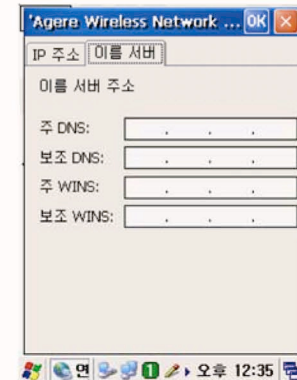 'Agere Wireless Network ... OK
IP 주소 이름 서버
이름 서버 주소
주 DNS:
보조 DNS:
주 WINS:
보조 WINS:
연 1 오후 12:35